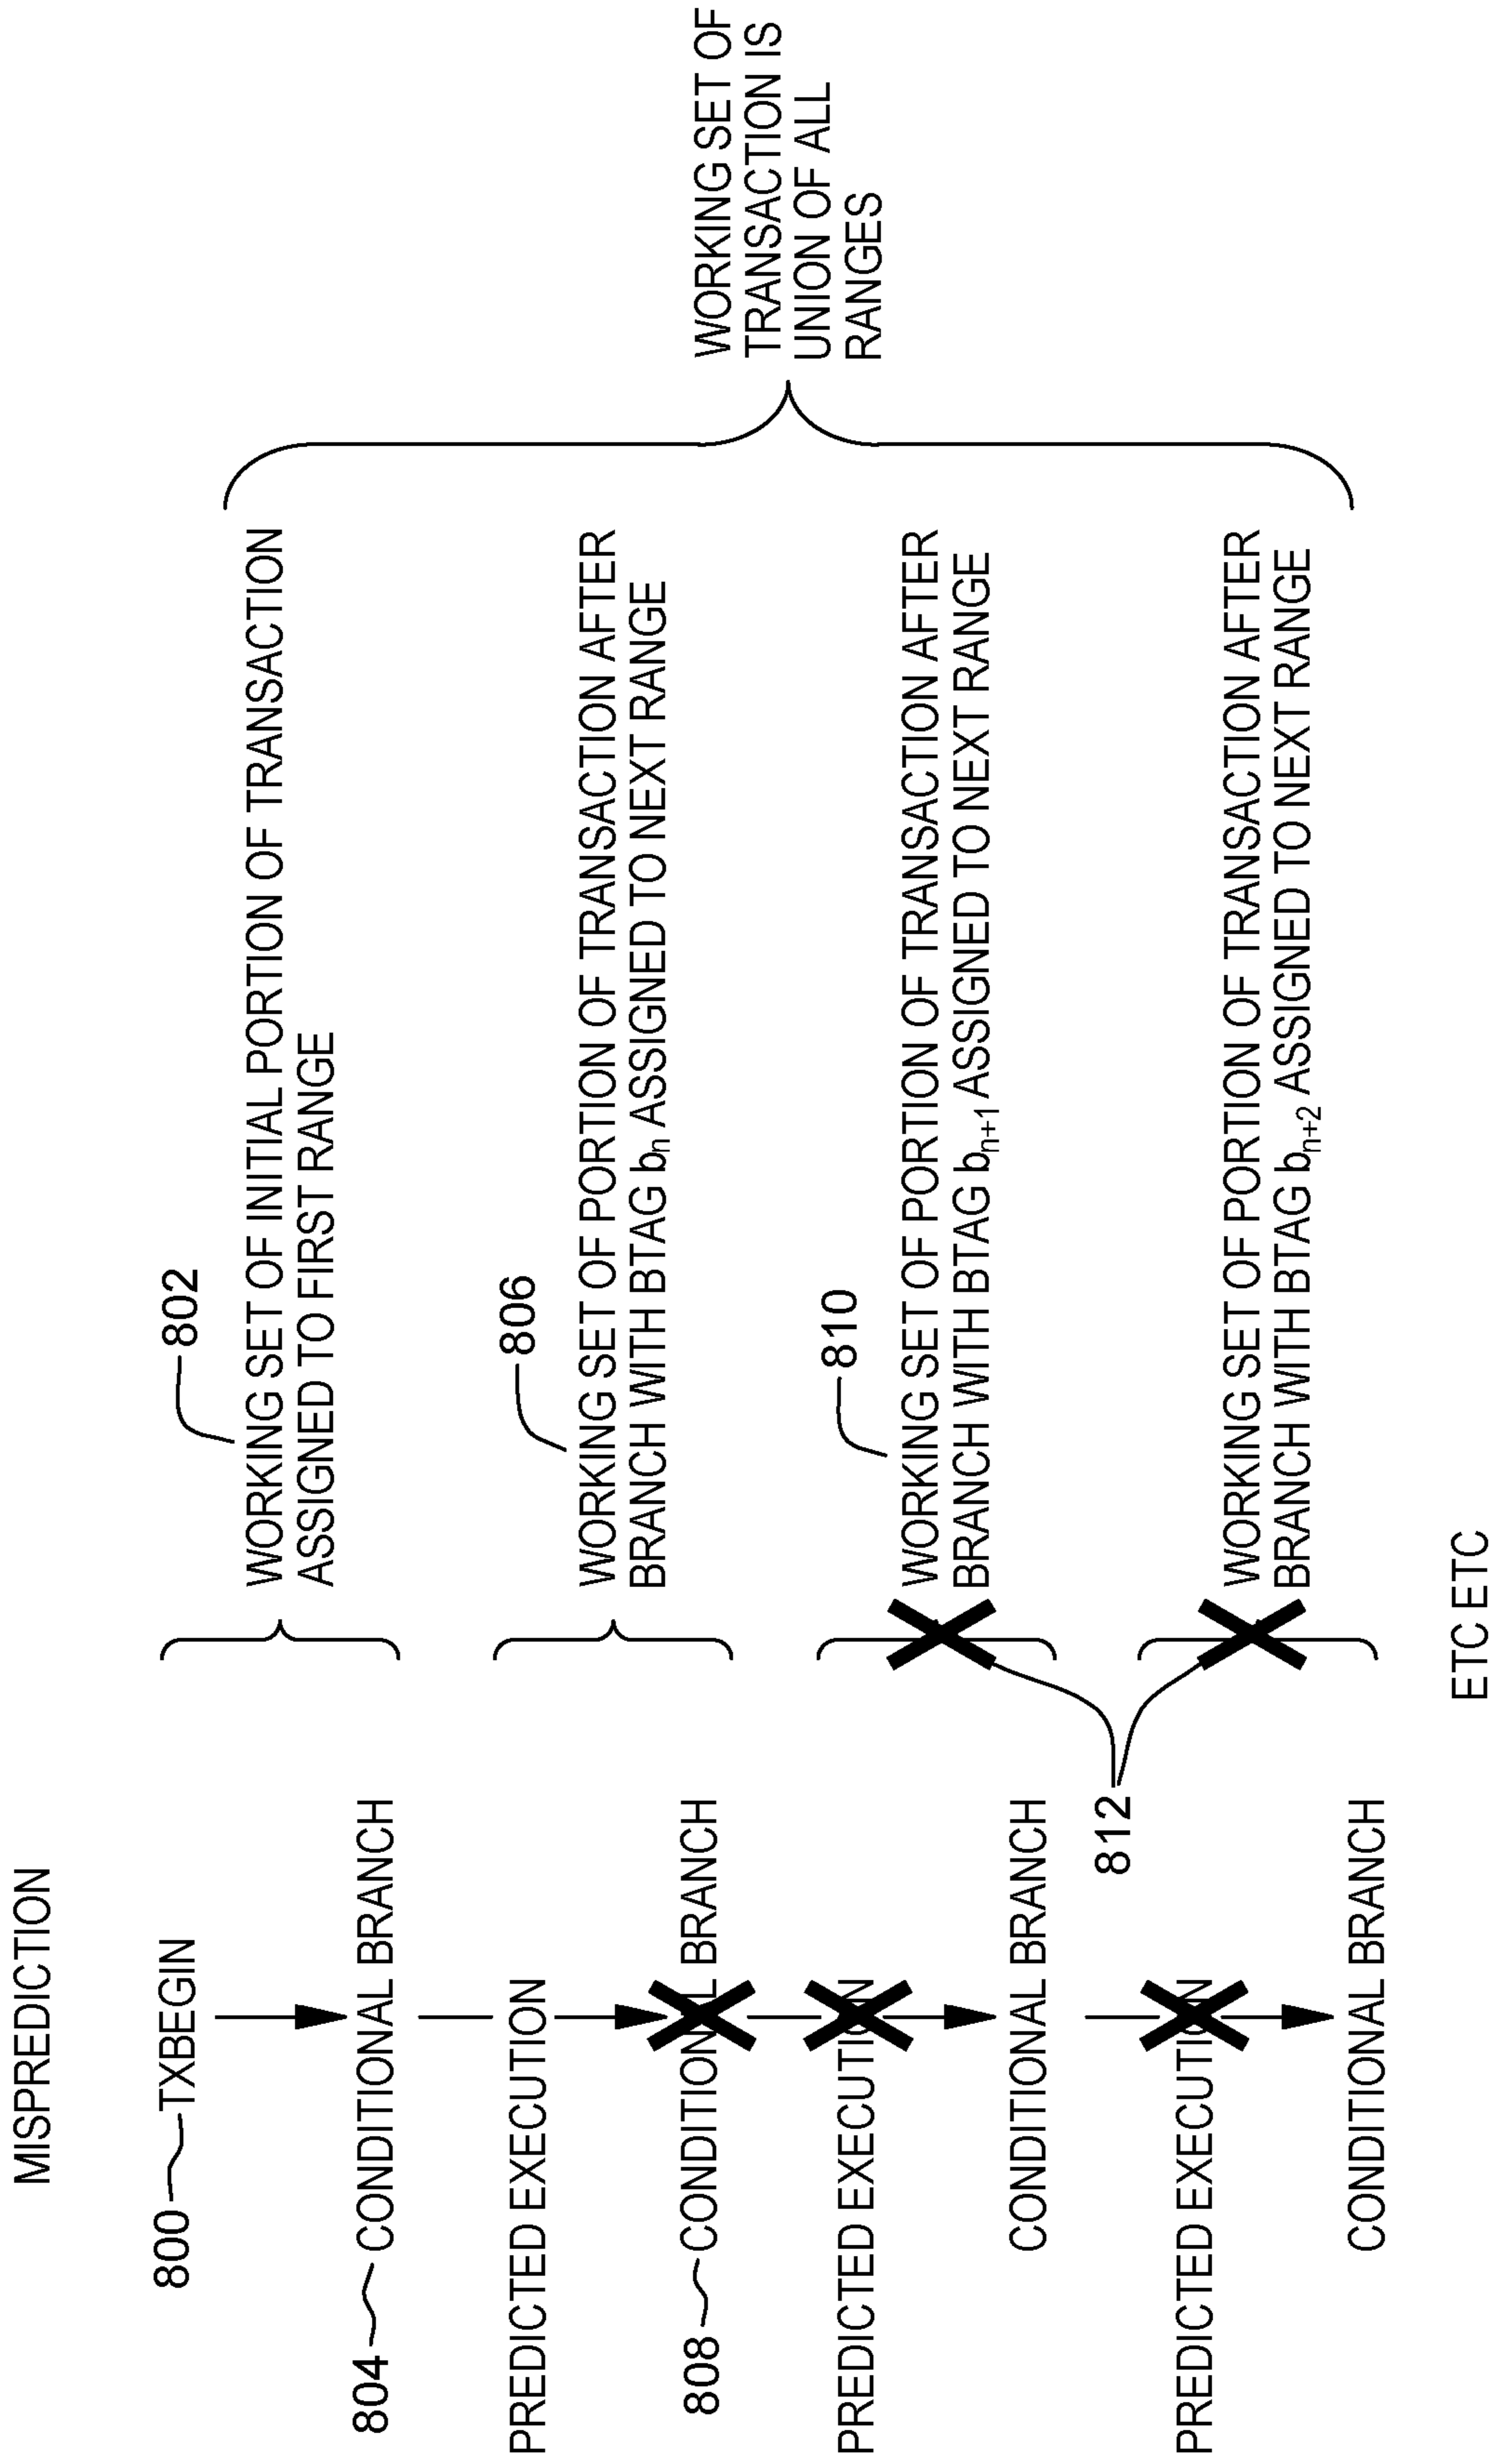 MISPREDICTION
800
TXBEGIN
802
WORKING SET OF INITIAL PORTION OF TRANSACTION
ASSIGNED TO FIRST RANGE
804
CONDITIONAL BRANCH
PREDICTED EXECUTION
806
WORKING SET OF PORTION OF TRANSACTION AFTER
BRANCH WITH BTAG bn ASSIGNED TO NEXT RANGE
808
CONDITIONAL BRANCH
PREDICTED EXECUTION
810
WORKING SET OF PORTION OF TRANSACTION AFTER
BRANCH WITH BTAG bn+1 ASSIGNED TO NEXT RANGE
CONDITIONAL BRANCH
812
PREDICTED EXECUTION
WORKING SET OF PORTION OF TRANSACTION AFTER
BRANCH WITH BTAG bn+2 ASSIGNED TO NEXT RANGE
CONDITIONAL BRANCH
ETC ETC
WORKING SET OF
TRANSACTION IS
UNION OF ALL
RANGES